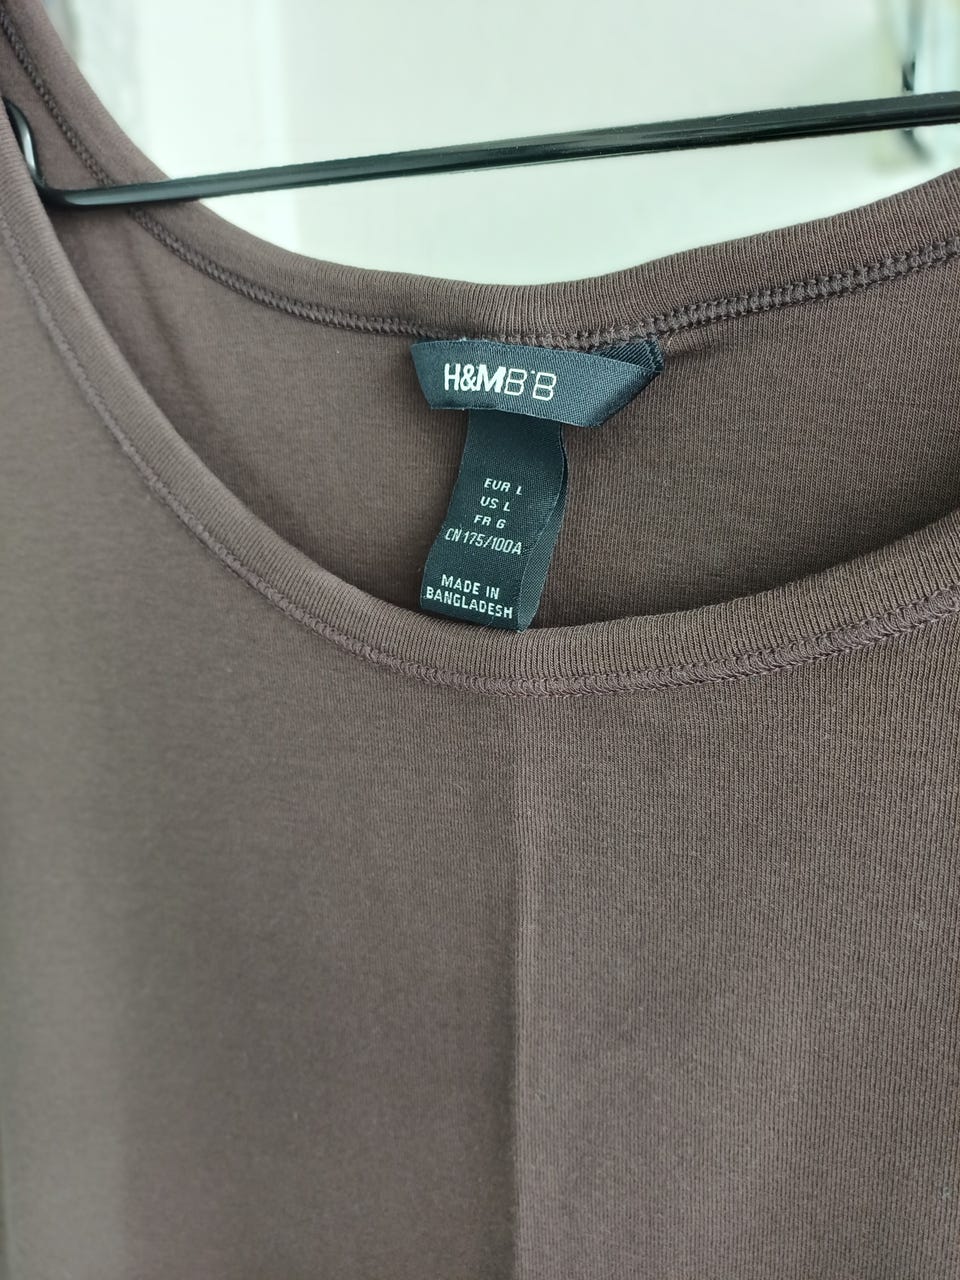 H&MB'B
EUR L
US L
FR G
CN 175/100A
MADE IN
BANGLADESH